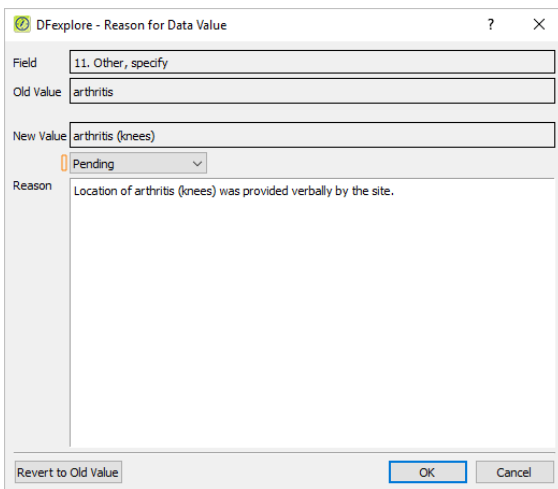 DFexplore - Reason for Data Value ? ×
Field 11. Other, specify
Old Value arthritis
New Value arthritis (knees)
Pending
Reason Location of arthritis (knees) was provided verbally by the site.
Revert to Old Value OK Cancel